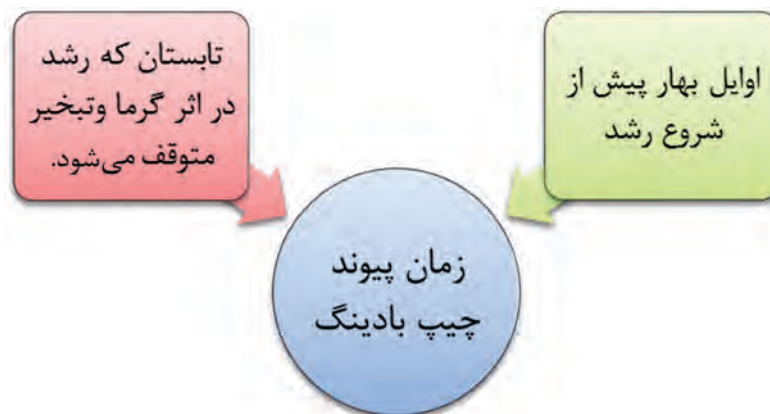 اوایل بهار پیش از
شروع رشد
تابستان که رشد
در اثر گرما وتبخیر
متوقف می‌شود.
زمان پیوند
چیپ بادینگ